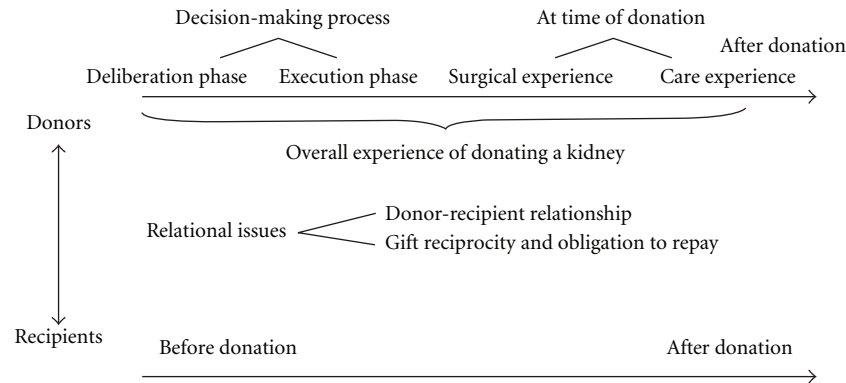 Decision-making process
At time of donation
After donation
Deliberation phase
Execution phase
Surgical experience
Care experience
Donors
Overall experience of donating a kidney
Relational issues
Donor-recipient relationship
Gift reciprocity and obligation to repay
Recipients
Before donation
After donation